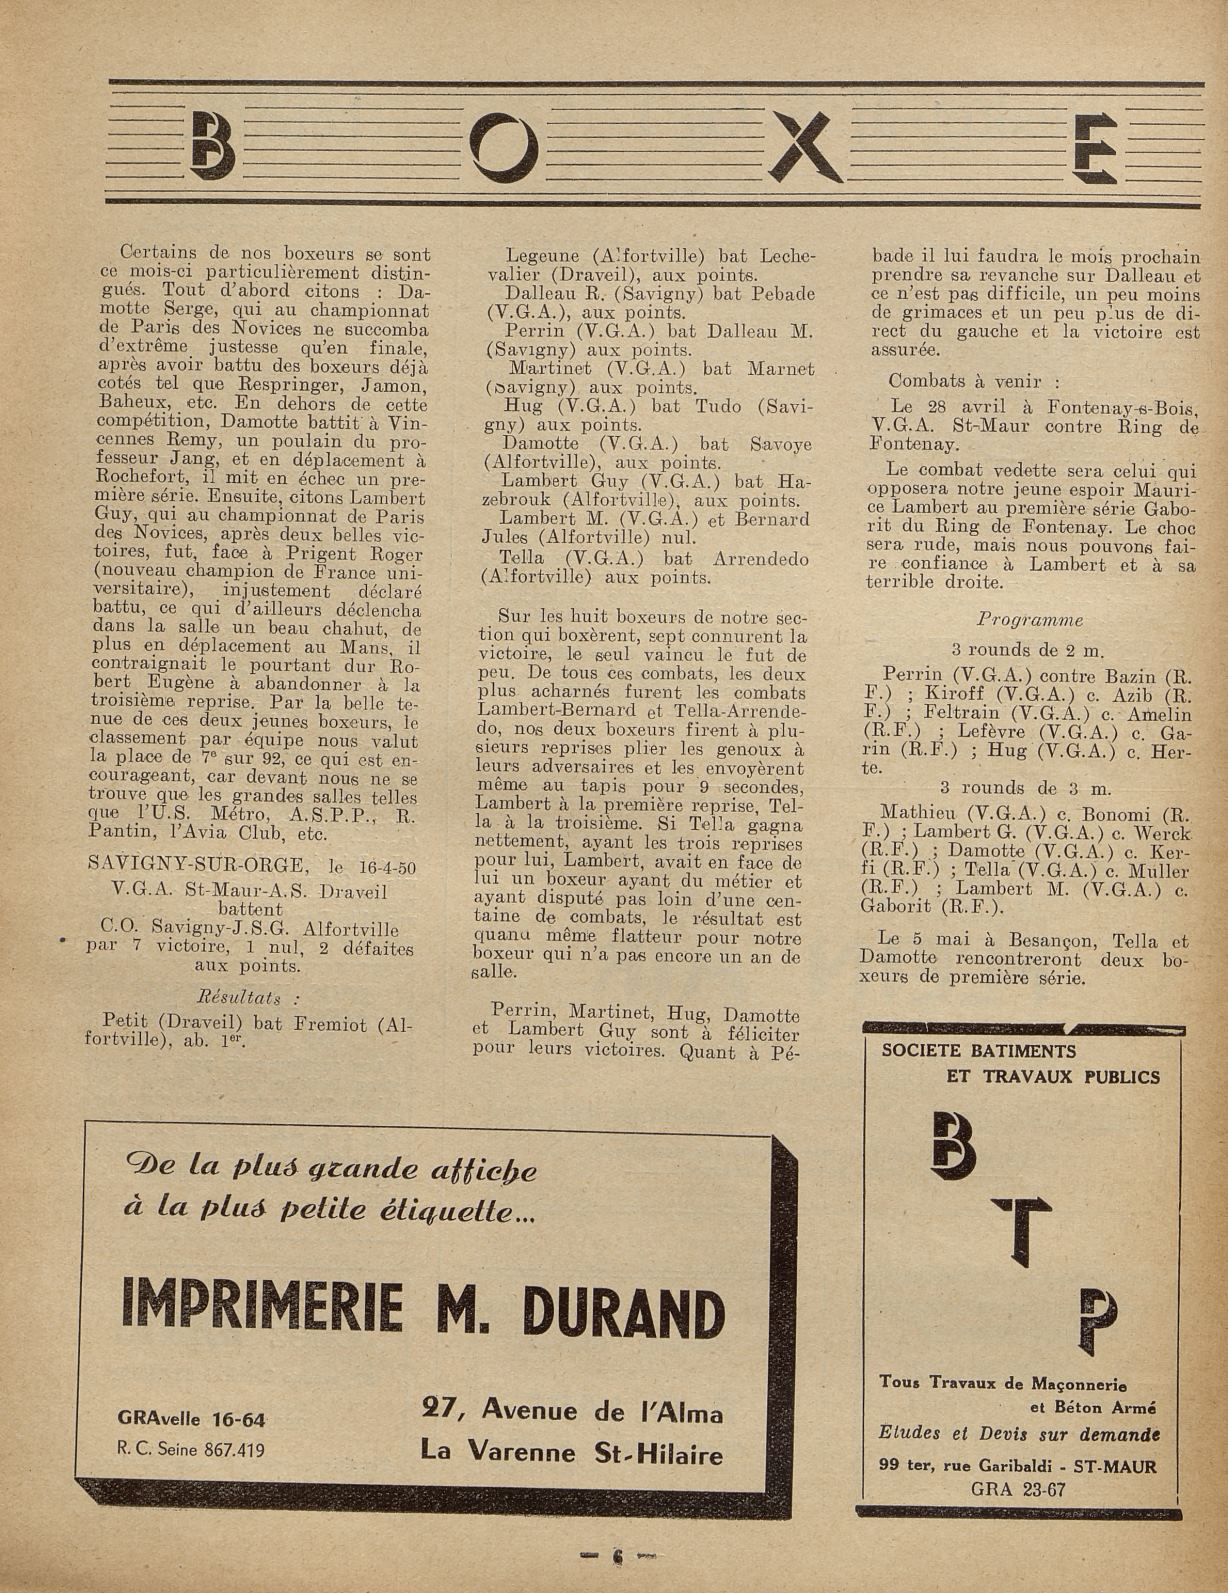 BOXE
Certains de nos boxeurs se sont
ce mois-ci particulièrement distin-
gués. Tout d'abord citons : Da-
motte Serge, qui au championnat
de Paris des Novices ne succomba
d'extrême justesse qu'en finale,
après avoir battu des boxeurs déjà
cotés tel que Respringer, Jamon,
Baheux, etc. En dehors de cette
compétition, Damotte battit à Vin-
cennes Remy, un poulain du pro-
fesseur Jang, et en déplacement à
Rochefort, il mit en échec un pre-
mière série. Ensuite, citons Lambert
Guy, qui au championnat de Paris
des Novices, après deux belles vic-
toires, fut, face à Prigent Roger
(nouveau champion de France uni-
versitaire), injustement déclaré
battu, ce qui d'ailleurs déclencha
dans la salle un beau chahut, de
plus en déplacement au Mans, il
contraignait le pourtant dur Ro-
bert Eugène à abandonner à la
troisième reprise. Par la belle te-
nue de ces deux jeunes boxeurs, le
classement par équipe nous valut
la place de 7e sur 92, ce qui est en-
courageant, car devant nous ne se
trouve que les grandes salles telles
que l'U.S. Métro, A.S.P.P., R.
Pantin, l'Avia Club, etc.
SAVIGNY-SUR-ORGE, le 16-4-50
V.G.A. St-Maur-A.S. Draveil
battent
C.O. Savigny-J.S.G. Alfortville
par 7 victoire, 1 nul, 2 défaites
aux points.
Résultats :
Petit (Draveil) bat Fremiot (Al-
fortville), ab. 1er.
Legeune (Alfortville) bat Leche-
valier (Draveil), aux points.
Dalleau R. (Savigny) bat Pebade
(V.G.A.), aux points.
Perrin (V.G.A.) bat Dalleau M.
(Savigny) aux points.
Martinet (V.G.A.) bat Marnet
(Savigny) aux points.
Hug (V.G.A.) bat Tudo (Savi-
gny) aux points.
Damotte (V.G.A.) bat Savoye
(Alfortville), aux points.
Lambert Guy (V.G.A.) bat Ha-
zebrouk (Alfortville), aux points.
Lambert M. (V.G.A.) et Bernard
Jules (Alfortville) nul.
Tella (V.G.A.) bat Arrendedo
(Alfortville) aux points.
Sur les huit boxeurs de notre sec-
tion qui boxèrent, sept connurent la
victoire, le seul vaincu le fut de
peu. De tous ces combats, les deux
plus acharnés furent les combats
Lambert-Bernard et Tella-Arrende-
do, nos deux boxeurs firent à plu-
sieurs reprises plier les genoux à
leurs adversaires et les envoyèrent
même au tapis pour 9 secondes,
Lambert à la première reprise, Tel-
la à la troisième. Si Tella gagna
nettement, ayant les trois reprises
pour lui, Lambert, avait en face de
lui un boxeur ayant du métier et
ayant disputé pas loin d'une cen-
taine de combats, le résultat est
quand même flatteur pour notre
boxeur qui n'a pas encore un an de
salle.
Perrin, Martinet, Hug, Damotte
et Lambert Guy sont à féliciter
pour leurs victoires. Quant à Pé-
bade il lui faudra le mois prochain
prendre sa revanche sur Dalleau et
ce n'est pas difficile, un peu moins
de grimaces et un peu plus de di-
rect du gauche et la victoire est
assurée.
Combats à venir :
Le 28 avril à Fontenay-s-Bois,
V.G.A. St-Maur contre Ring de
Fontenay.
Le combat vedette sera celui qui
opposera notre jeune espoir Mauri-
ce Lambert au première série Gabo-
rit du Ring de Fontenay. Le choc
sera rude, mais nous pouvons fai-
re confiance à Lambert et à sa
terrible droite.
Programme
3 rounds de 2 m.
Perrin (V.G.A.) contre Bazin (R.
F.) ; Kiroff (V.G.A.) c. Azib (R.
F.) ; Feltrain (V.G.A.) c. Amelin
(R.F.) ; Lefèvre (V.G.A.) c. Ga-
rin (R.F.) ; Hug (V.G.A.) c. Her-
te.
3 rounds de 3 m.
Mathieu (V.G.A.) c. Bonomi (R.
F.) ; Lambert G. (V.G.A.) c. Werck
(R.F.) ; Damotte (V.G.A.) c. Ker-
fi (R.F.) ; Tella (V.G.A.) c. Muller
(R.F.) ; Lambert M. (V.G.A.) c.
Gaborit (R.F.).
Le 5 mai à Besançon, Tella et
Damotte rencontreront deux bo-
xeurs de première série.
De la plus grande affiche
à la plus petite étiquette...
IMPRIMERIE M. DURAND
GRAvelle 16-64
R. C. Seine 867.419
27, Avenue de l'Alma
La Varenne St-Hilaire
SOCIETE BATIMENTS
ET TRAVAUX PUBLICS
B
T
P
Tous Travaux de Maçonnerie
et Béton Armé
Etudes et Devis sur demande
99 ter, rue Garibaldi - ST-MAUR
GRA 23-67
— 6 —